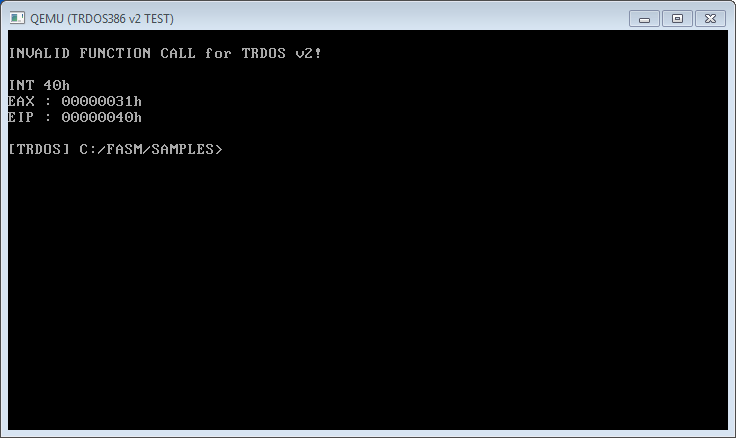 QEMU (TRDOS386 v2 TEST)
INVALID FUNCTION CALL for TRDOS v2!
INT 40h
EAX : 00000031h
EIP : 00000040h
[TRDOS] C:/FASM/SAMPLES>